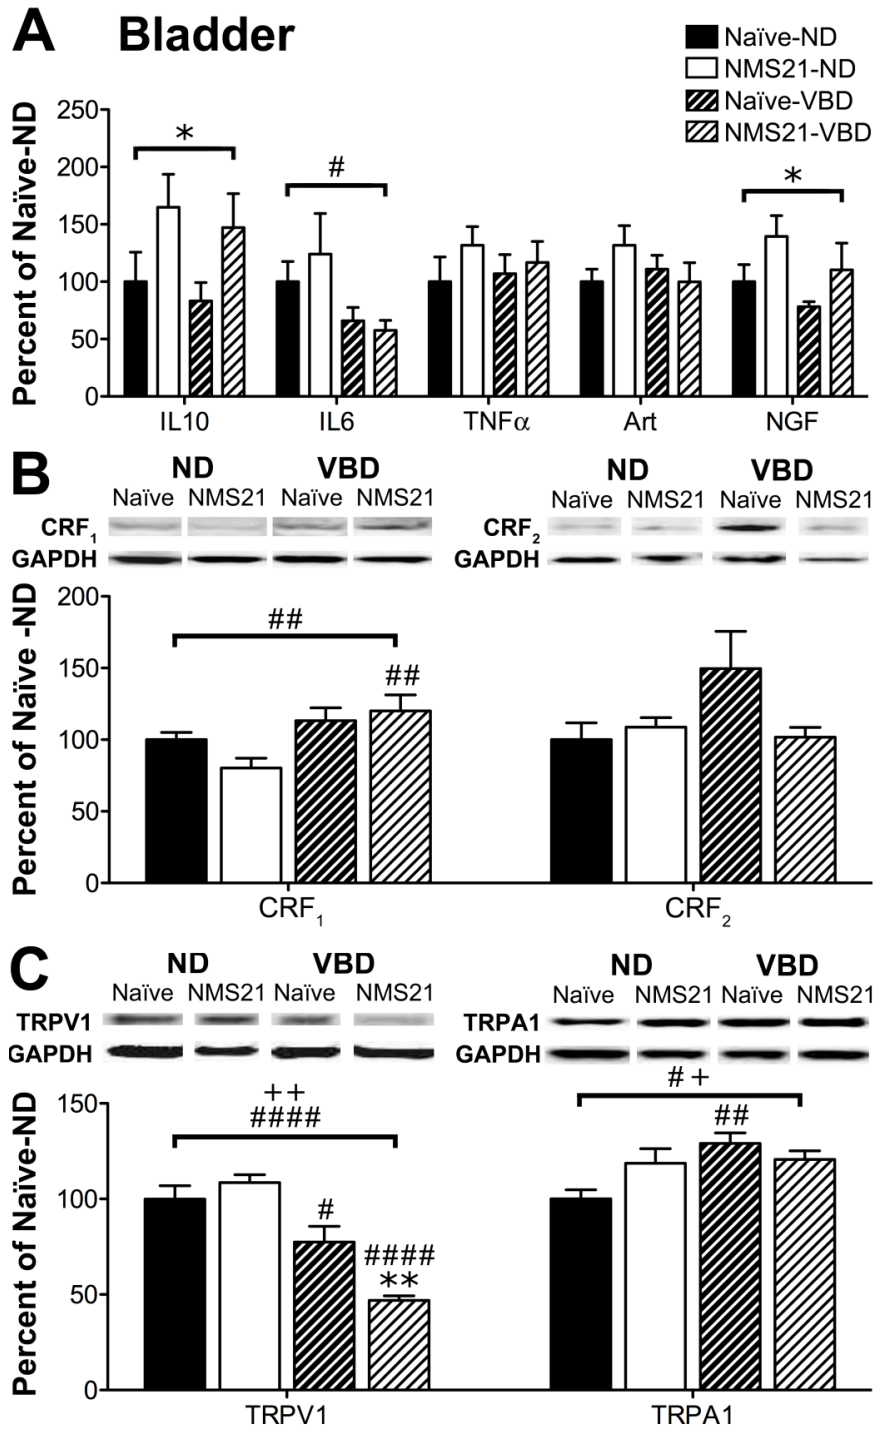 A Bladder
Naïve-ND
NMS21-ND
Naïve-VBD
NMS21-VBD
Percent of Naïve-ND
250
200
150
100
50
0
* # *
IL10 IL6 TNFα Art NGF
B ND VBD ND VBD
Naïve NMS21 Naïve NMS21 Naïve NMS21 Naïve NMS21
CRF1 CRF2
GAPDH GAPDH
Percent of Naïve -ND
200
150
100
50
0
##
##
CRF1 CRF2
C ND VBD ND VBD
Naïve NMS21 Naïve NMS21 Naïve NMS21 Naïve NMS21
TRPV1 TRPA1
GAPDH GAPDH
Percent of Naïve-ND
150
100
50
0
++ #+
#### ##
#
####
**
TRPV1 TRPA1